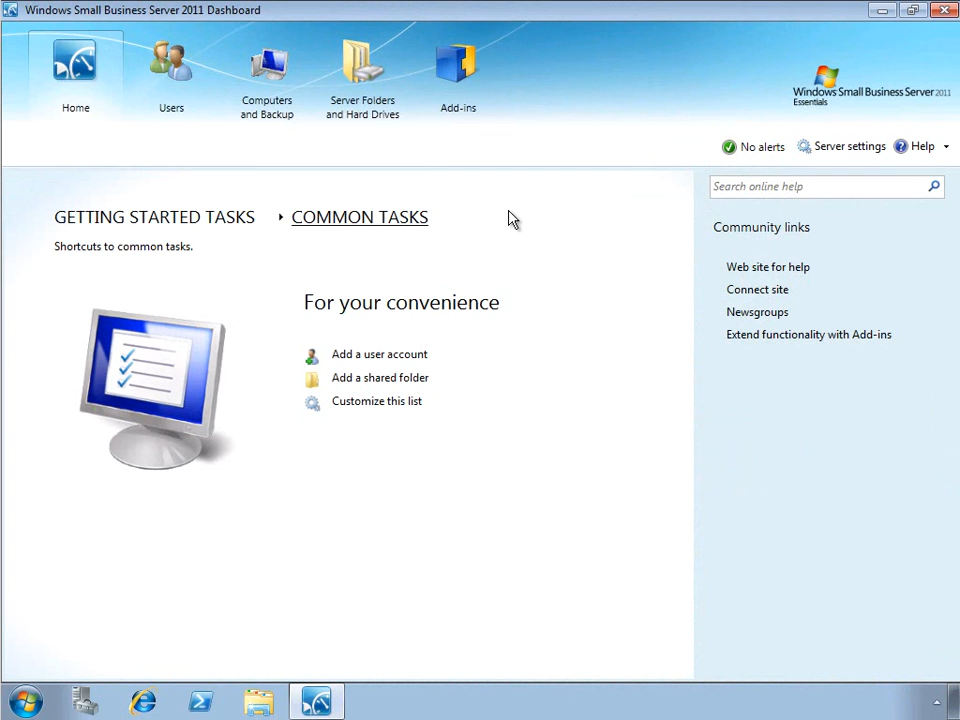 Windows Small Business Server 2011 Dashboard
Home
Users
Computers
and Backup
Server Folders
and Hard Drives
Add-ins
Windows Small Business Server 2011
Essentials
No alerts
Server settings
Help
Search online help
GETTING STARTED TASKS
COMMON TASKS
Shortcuts to common tasks.
Community links
Web site for help
Connect site
Newsgroups
Extend functionality with Add-ins
For your convenience
Add a user account
Add a shared folder
Customize this list